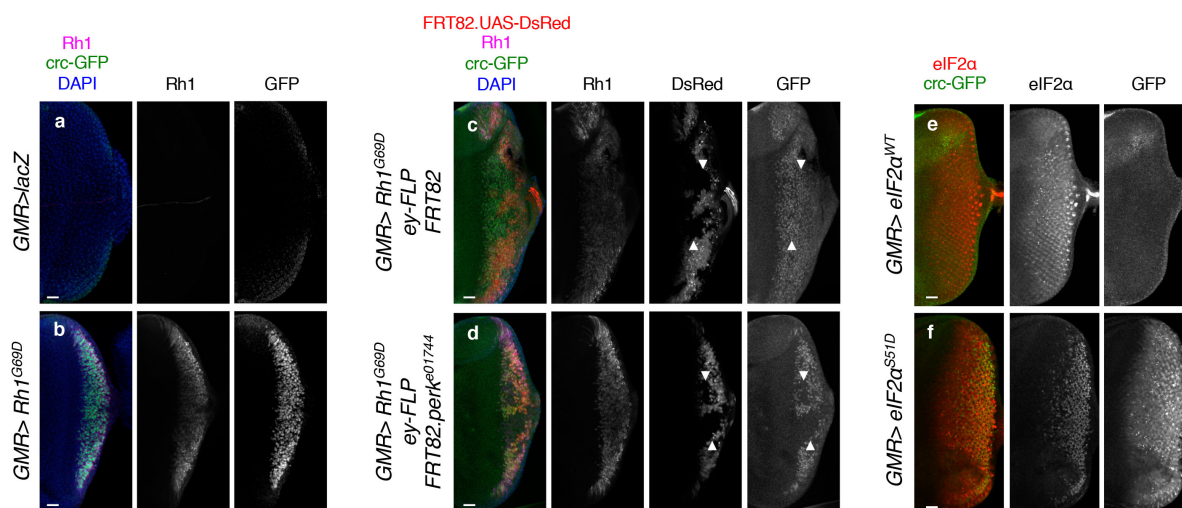 Rh1
crc-GFP
DAPI
Rh1
GFP
a
GMR>lacZ
b
GMR> Rh1G69D
FRT82.UAS-DsRed
Rh1
crc-GFP
DAPI
Rh1
DsRed
GFP
c
GMR> Rh1G69D
ey-FLP
FRT82
d
GMR> Rh1G69D
ey-FLP
FRT82.perke01744
eIF2α
crc-GFP
eIF2α
GFP
e
GMR> eIF2αWT
f
GMR> eIF2αS51D